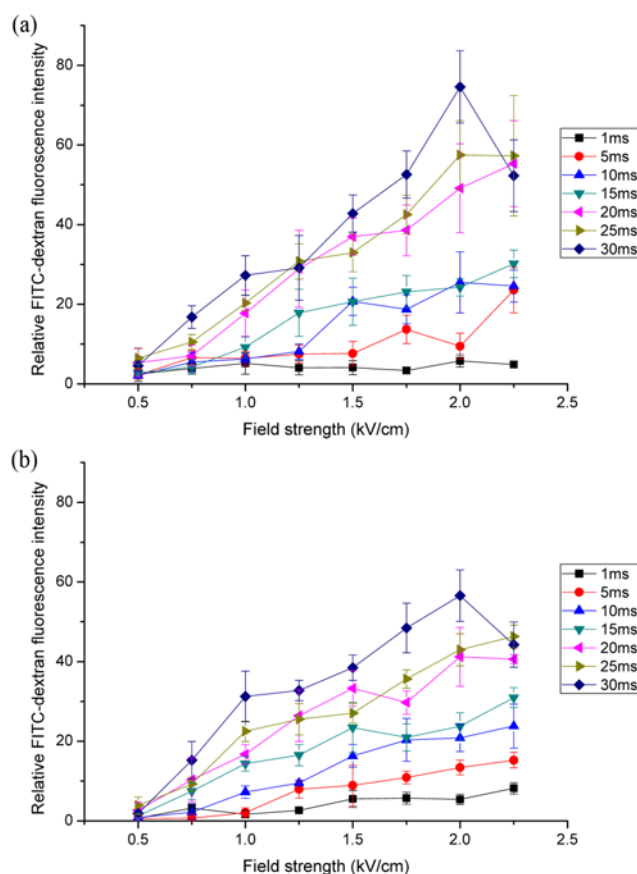 (a)
Relative FITC-dextran fluoroscence intensity
80
60
40
20
0
0.5 1.0 1.5 2.0 2.5
Field strength (kV/cm)
1ms
5ms
10ms
15ms
20ms
25ms
30ms
(b)
Relative FITC-dextran fluorescence intensity
80
60
40
20
0
0.5 1.0 1.5 2.0 2.5
Field strength (kV/cm)
1ms
5ms
10ms
15ms
20ms
25ms
30ms